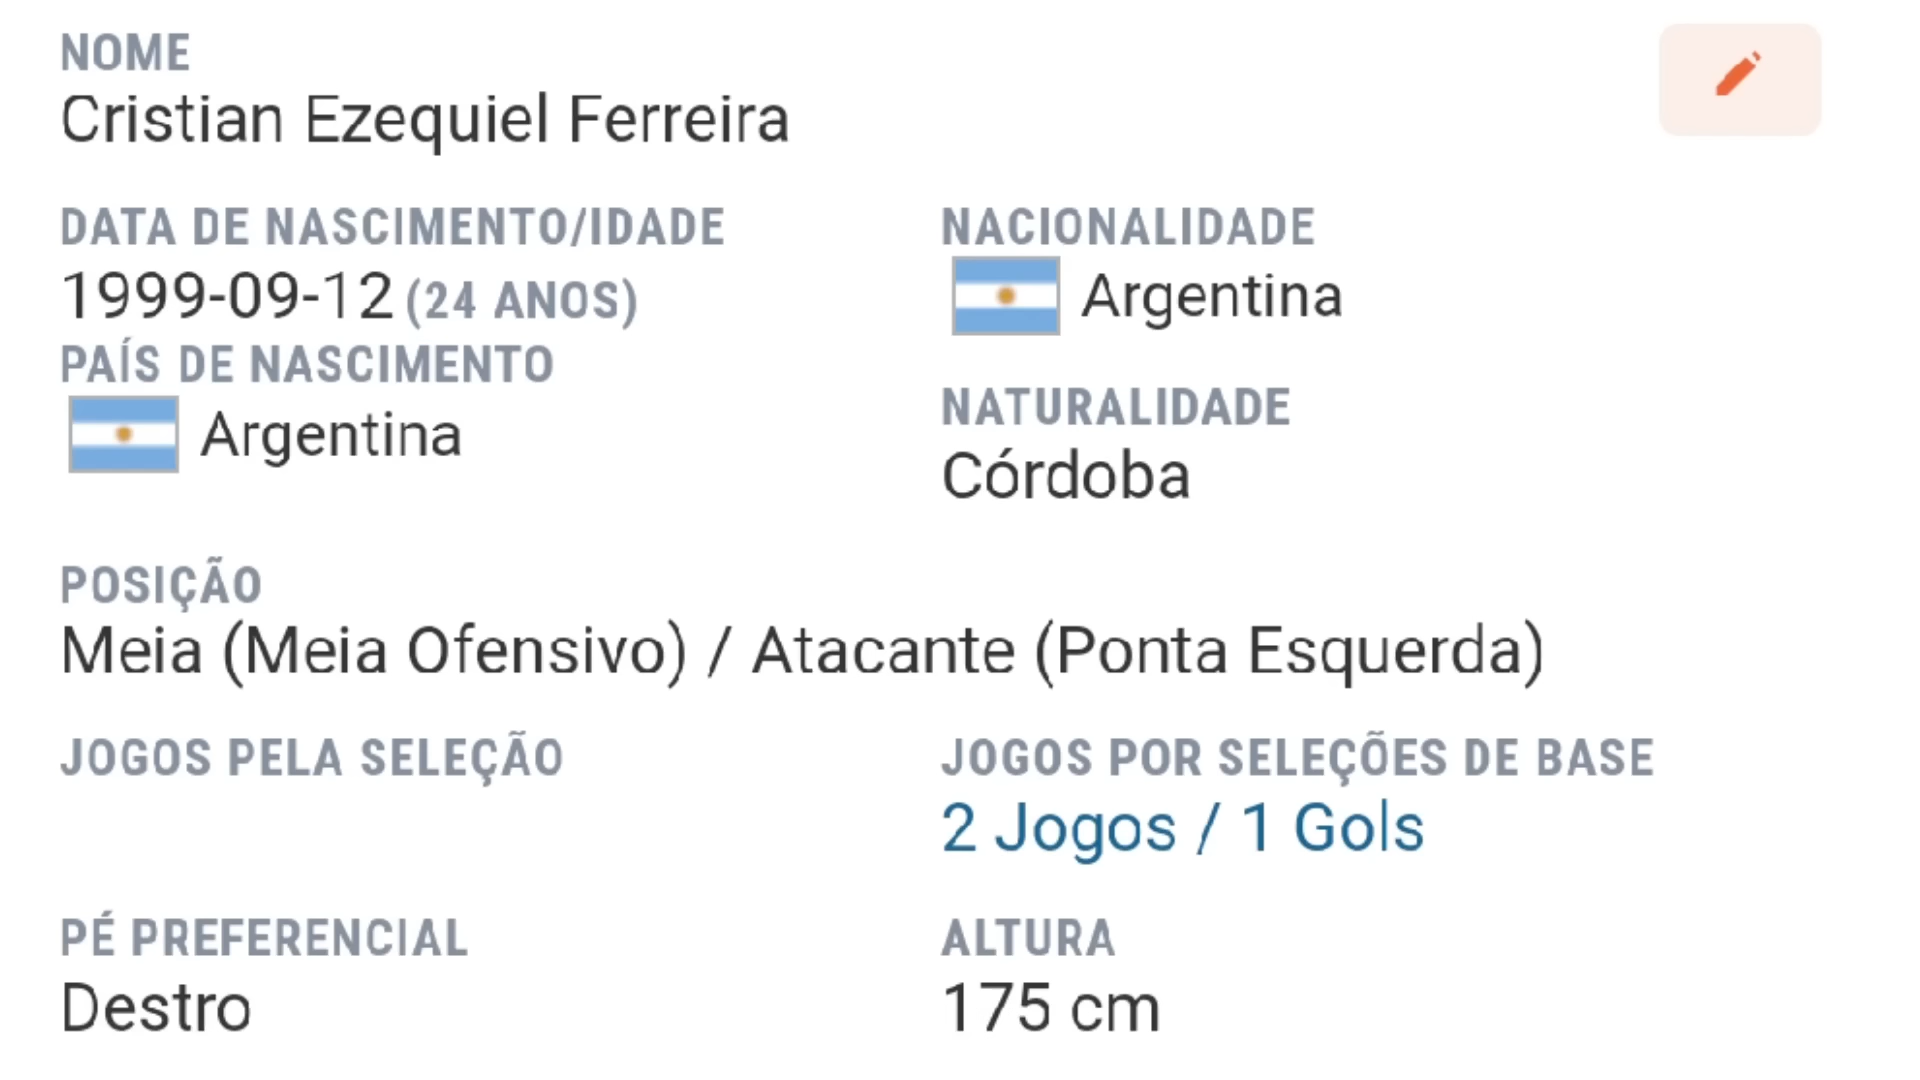 NOME
Cristian Ezequiel Ferreira
DATA DE NASCIMENTO/IDADE
1999-09-12 (24 ANOS)
PAÍS DE NASCIMENTO
Argentina
NACIONALIDADE
Argentina
NATURALIDADE
Córdoba
POSIÇÃO
Meia (Meia Ofensivo) / Atacante (Ponta Esquerda)
JOGOS PELA SELEÇÃO
JOGOS POR SELEÇÕES DE BASE
2 Jogos / 1 Gols
PÉ PREFERENCIAL
Destro
ALTURA
175 cm